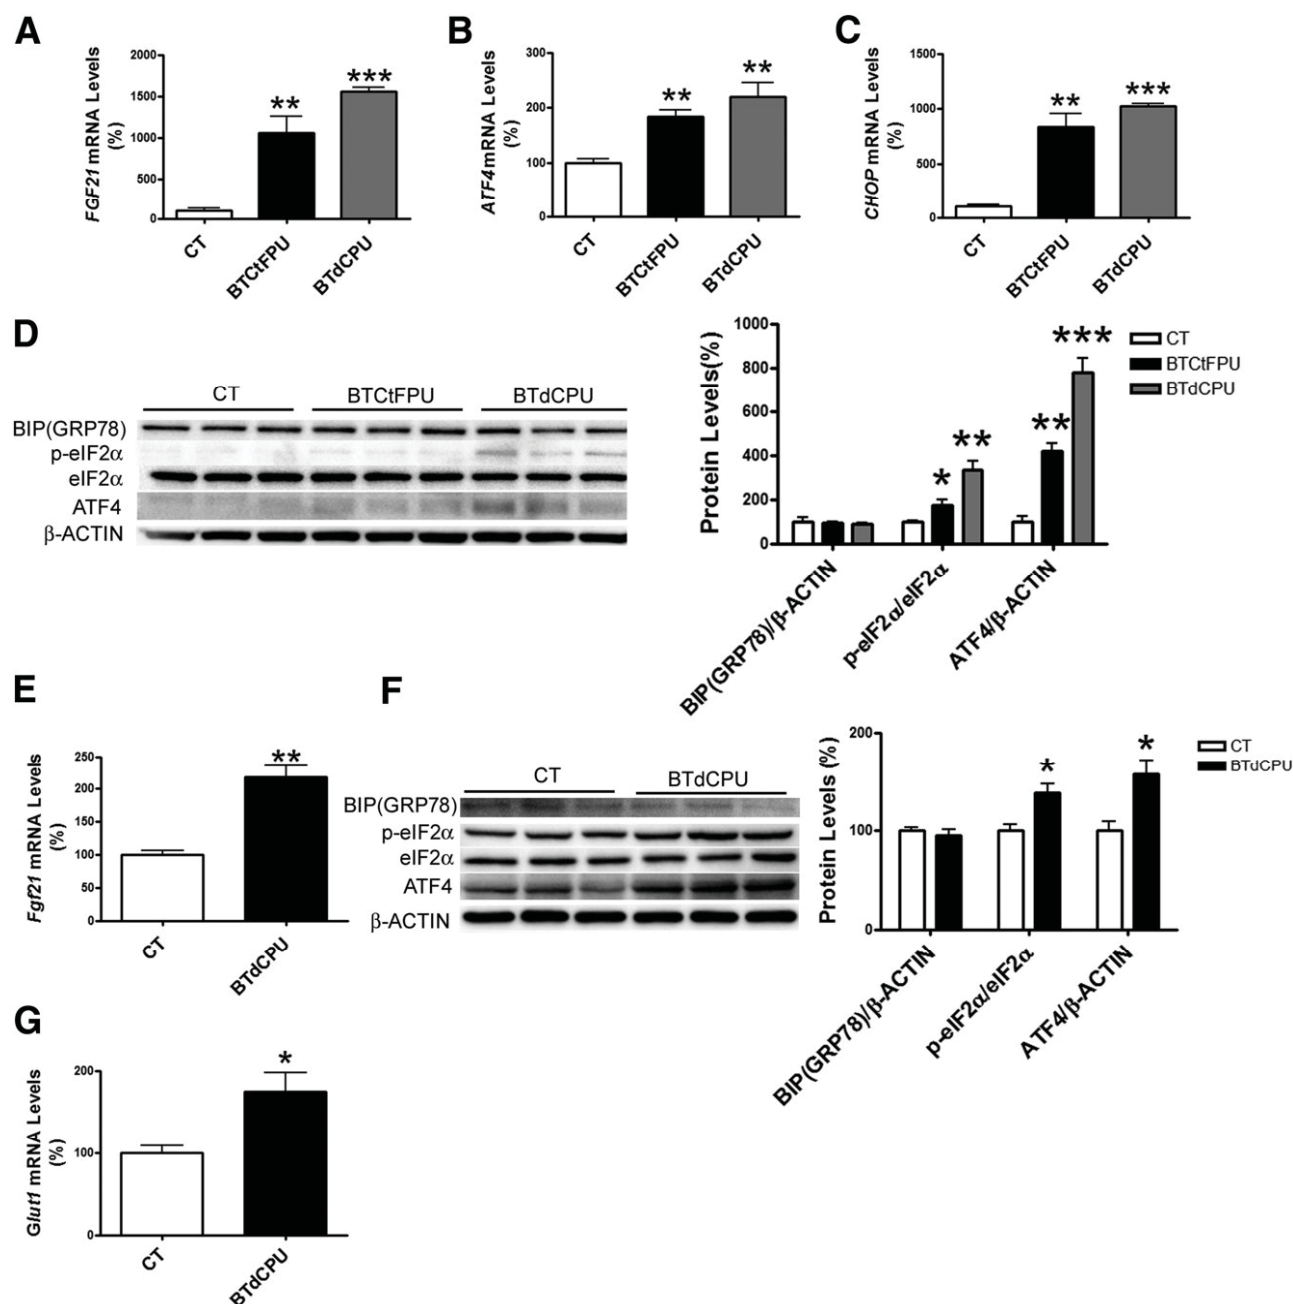 A
FGF21 mRNA Levels
(%)
2000
1500
1000
500
0
**
***
CT
BTCtFPU
BTdCPU
B
ATF4mRNA Levels
(%)
300
200
100
0
**
**
CT
BTCtFPU
BTdCPU
C
CHOP mRNA Levels
(%)
1500
1000
500
0
**
***
CT
BTCtFPU
BTdCPU
D
CT
BTCtFPU
BTdCPU
BIP(GRP78)
p-eIF2α
eIF2α
ATF4
β-ACTIN
Protein Levels(%)
1000
800
600
400
200
0
*
**
**
***
CT
BTCtFPU
BTdCPU
BIP(GRP78)/β-ACTIN
p-eIF2α/eIF2α
ATF4/β-ACTIN
E
Fgf21 mRNA Levels
(%)
250
200
150
100
50
0
**
CT
BTdCPU
F
CT
BTdCPU
BIP(GRP78)
p-eIF2α
eIF2α
ATF4
β-ACTIN
Protein Levels (%)
200
100
0
*
*
CT
BTdCPU
BIP(GRP78)/β-ACTIN
p-eIF2α/eIF2α
ATF4/β-ACTIN
G
Glut1 mRNA Levels
(%)
200
100
0
*
CT
BTdCPU